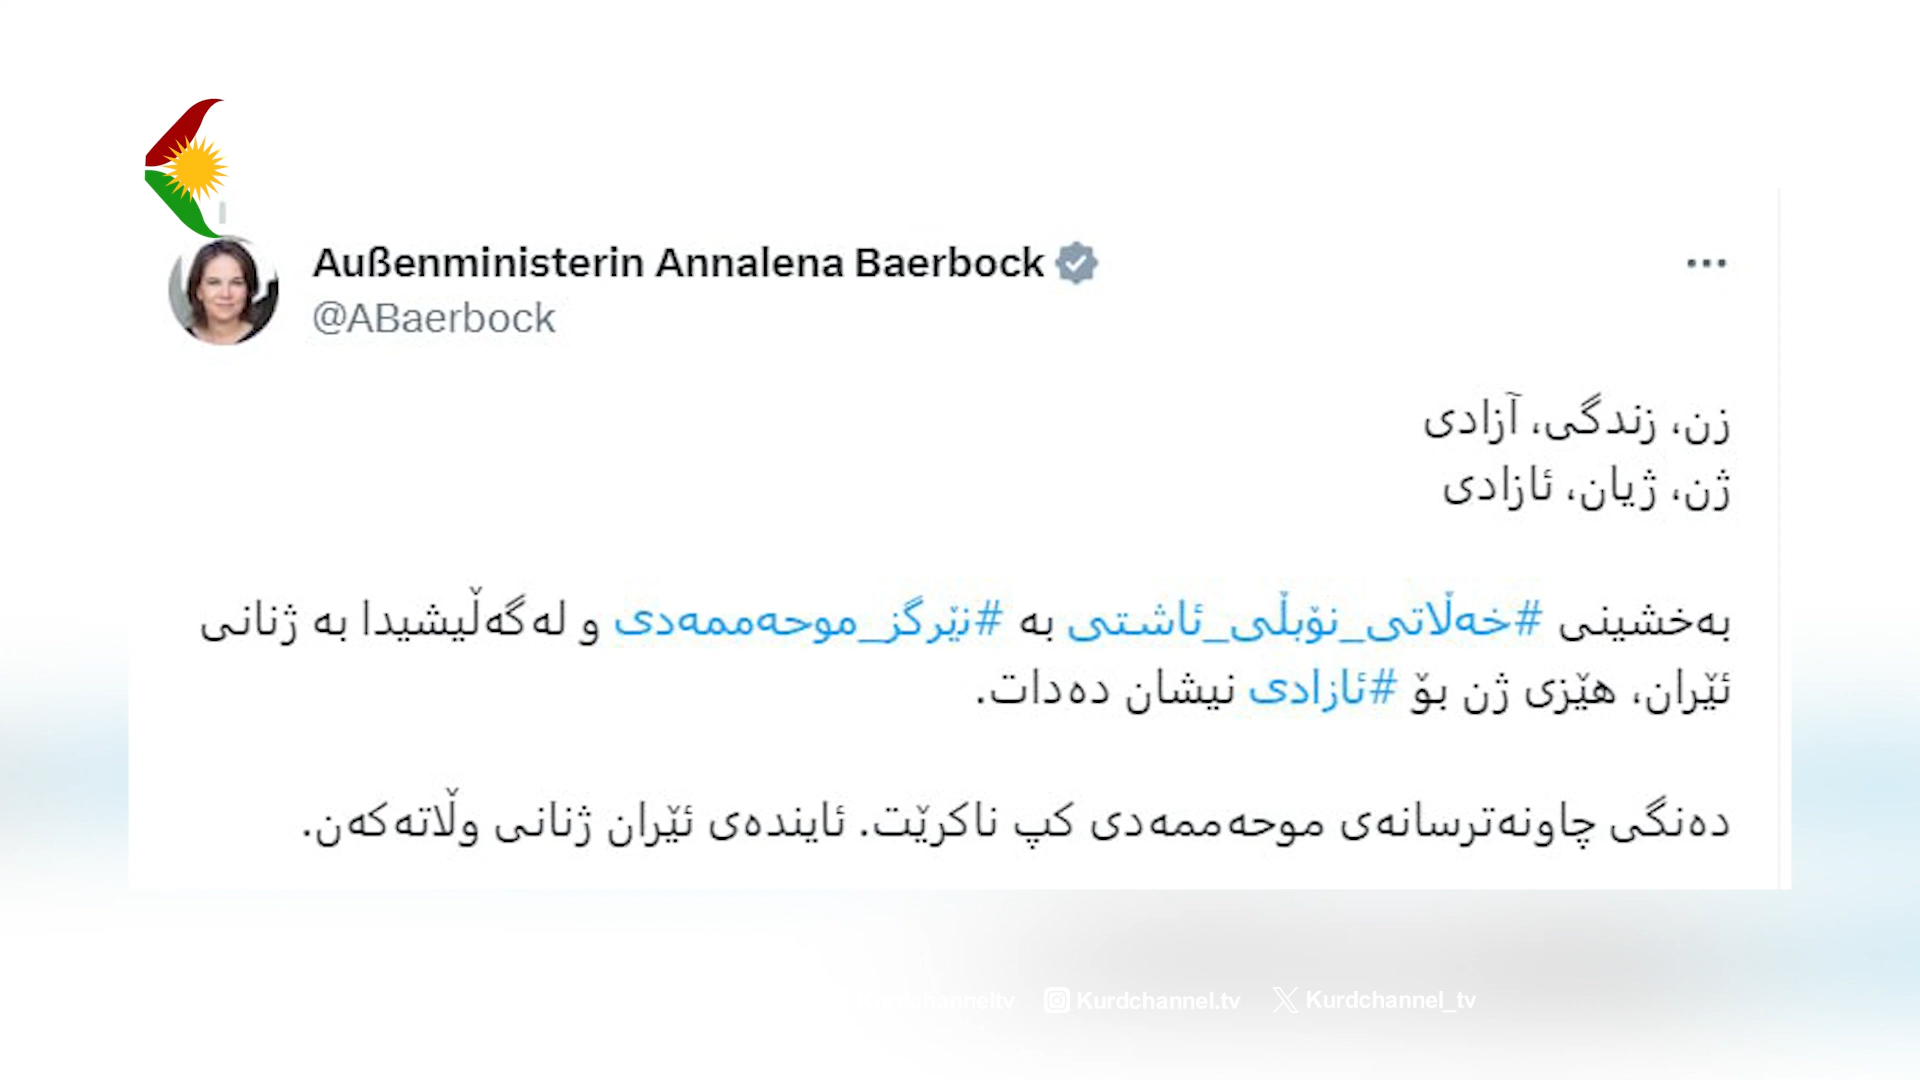 Außenministerin Annalena Baerbock
@ABaerbock
زن، زندگی، آزادی
ژن، ژیان، ئازادی
بەخشینی #خەڵاتی_نۆبڵی_ئاشتی بە #نێرگز_موحەممەدی و لەگەڵیشیدا بە ژنانی
ئێران، هێزی ژن بۆ #ئازادی نیشان دەدات.
دەنگی چاونەترسانەی موحەممەدی کپ ناکرێت. ئایندەی ئێران ژنانی وڵاتەکەن.
Kurdchanneltv Kurdchannel.tv Kurdchannel_tv